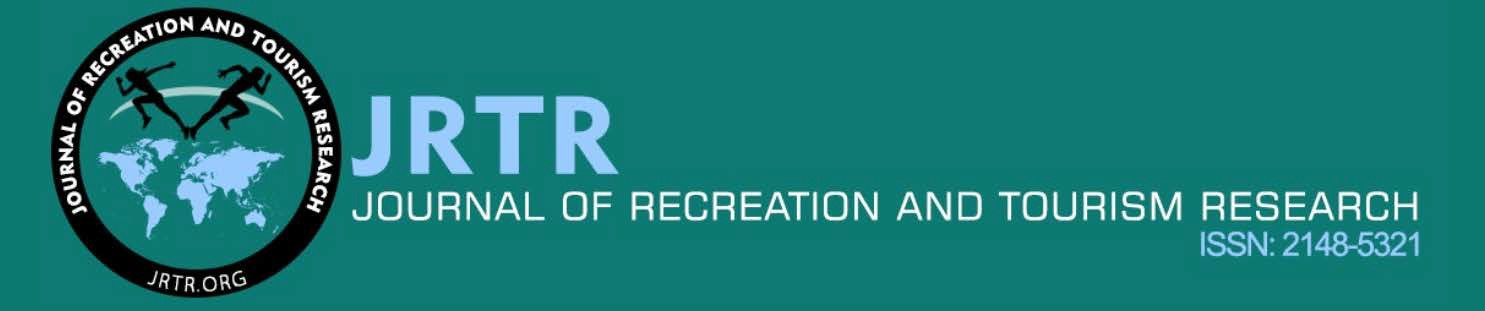 JOURNAL OF RECREATION AND TOURISM RESEARCH
JRTR.ORG
JRTR
JOURNAL OF RECREATION AND TOURISM RESEARCH
ISSN: 2148-5321